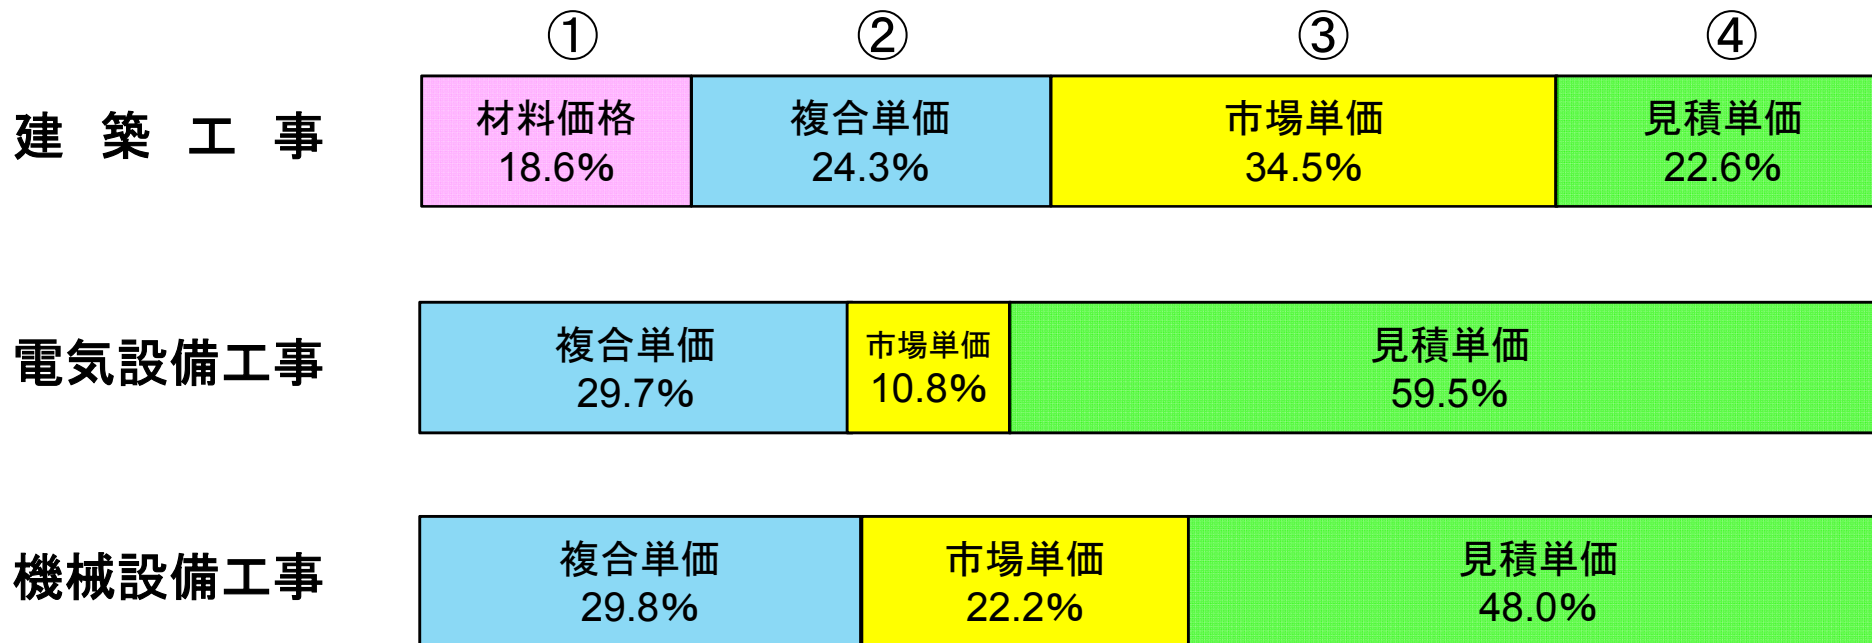 ① ② ③ ④
建築工事
材料価格
18.6%
複合単価
24.3%
市場単価
34.5%
見積単価
22.6%
電気設備工事
複合単価
29.7%
市場単価
10.8%
見積単価
59.5%
機械設備工事
複合単価
29.8%
市場単価
22.2%
見積単価
48.0%